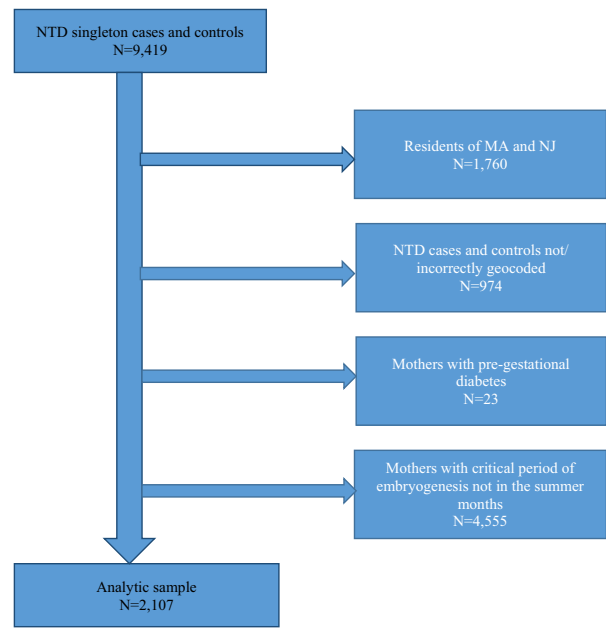 NTD singleton cases and controls
N=9,419
Residents of MA and NJ
N=1,760
NTD cases and controls not/
incorrectly geocoded
N=974
Mothers with pre-gestational
diabetes
N=23
Mothers with critical period of
embryogenesis not in the summer
months
N=4,555
Analytic sample
N=2,107